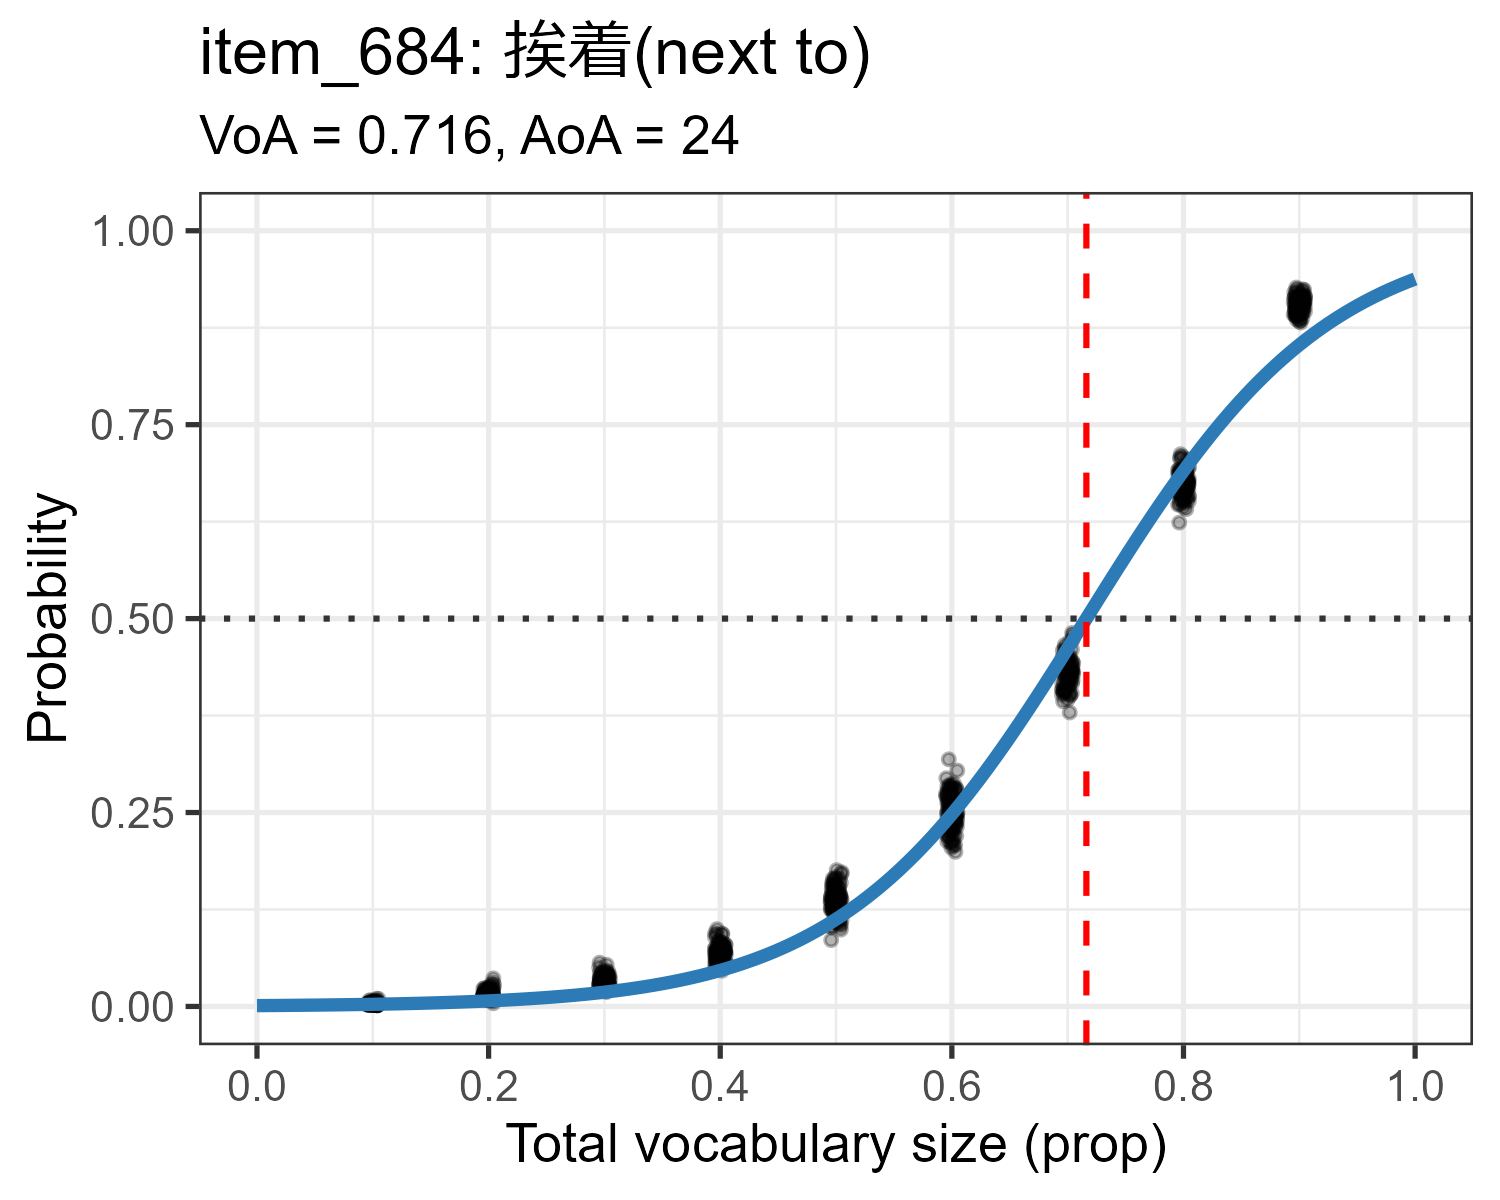 item_684: 挨着(next to)
VoA = 0.716, AoA = 24
1.00
0.75
0.50
0.25
0.00
Probability
0.0 0.2 0.4 0.6 0.8 1.0
Total vocabulary size (prop)